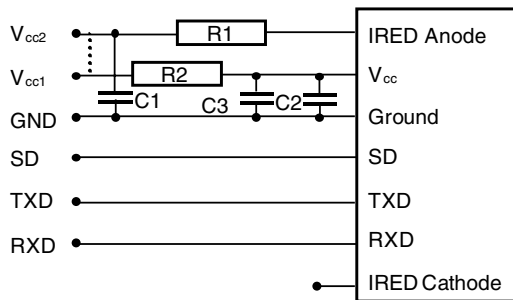 Vcc2 R1 IRED Anode
Vcc1 R2 Vcc
C1 C3 C2
GND Ground
SD SD
TXD TXD
RXD RXD
IRED Cathode